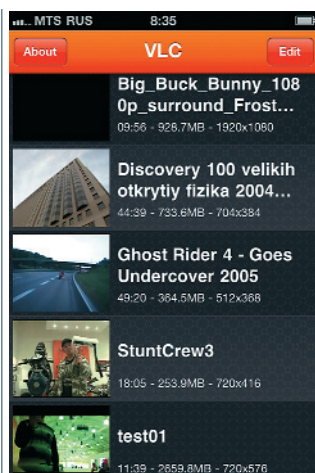 MTS RUS 8:35
About VLC Edit
Big_Buck_Bunny_108
0p_surround_Frost...
09:56 - 928.7MB - 1920x1080
Discovery 100 velikih
otkrytiy fizika 2004...
44:39 - 733.6MB - 704x384
Ghost Rider 4 - Goes
Undercover 2005
49:20 - 364.5MB - 512x368
StuntCrew3
18:05 - 253.9MB - 720x416
test01
11:39 - 2659.8MB - 720x576